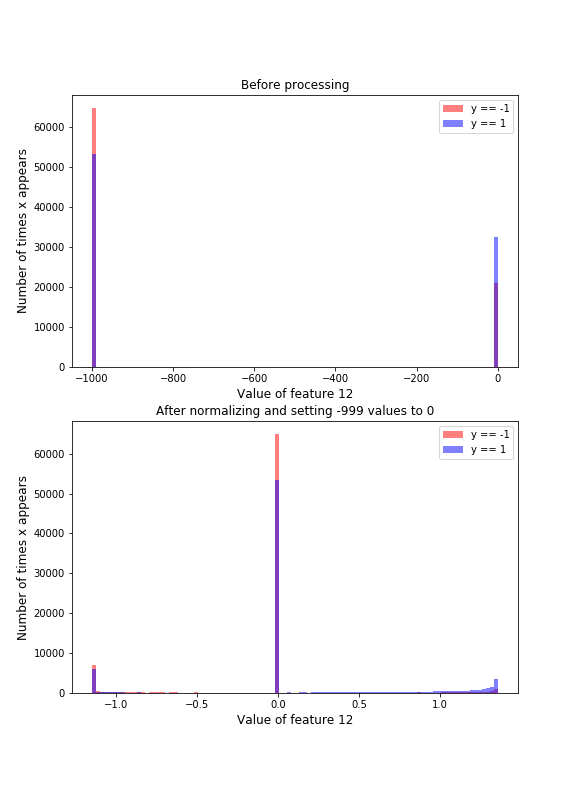 Before processing
y == -1
y == 1
Number of times x appears
60000
50000
40000
30000
20000
10000
0
−1000 −800 −600 −400 −200 0
Value of feature 12
After normalizing and setting -999 values to 0
y == -1
y == 1
Number of times x appears
60000
50000
40000
30000
20000
10000
0
−1.0 −0.5 0.0 0.5 1.0
Value of feature 12